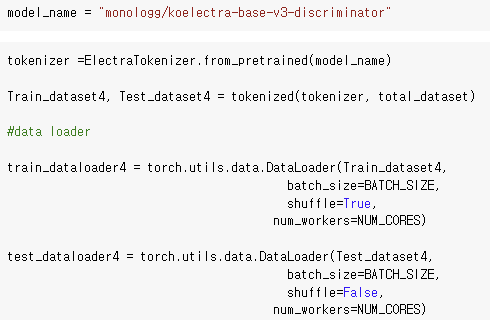 model_name = "monologg/koelectra-base-v3-discriminator"
tokenizer =ElectraTokenizer.from_pretrained(model_name)
Train_dataset4, Test_dataset4 = tokenized(tokenizer, total_dataset)
#data loader
train_dataloader4 = torch.utils.data.DataLoader(Train_dataset4,
batch_size=BATCH_SIZE,
shuffle=True,
num_workers=NUM_CORES)
test_dataloader4 = torch.utils.data.DataLoader(Test_dataset4,
batch_size=BATCH_SIZE,
shuffle=False,
num_workers=NUM_CORES)